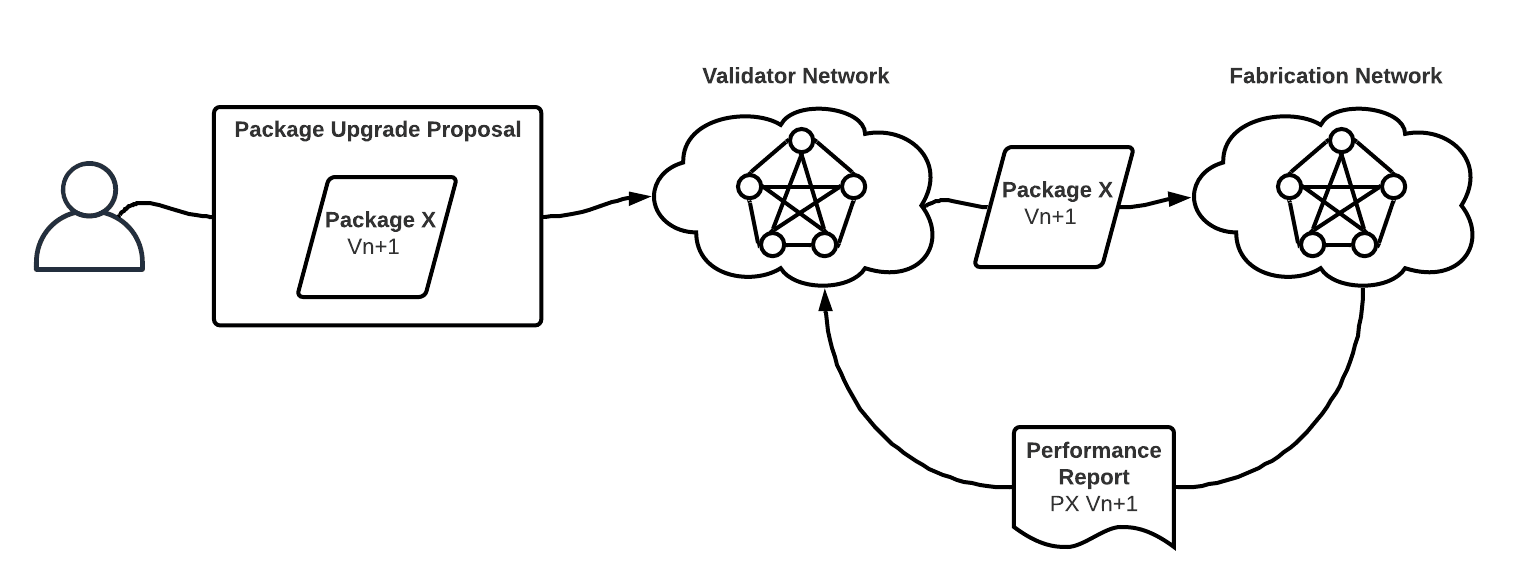 Validator Network
Fabrication Network
Package Upgrade Proposal
Package X
Vn+1
Package X
Vn+1
Performance
Report
PX Vn+1